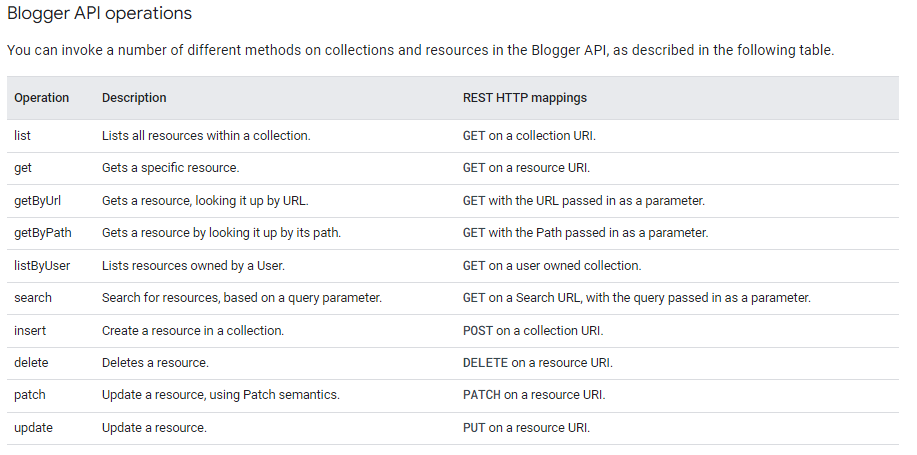 Blogger API operations
You can invoke a number of different methods on collections and resources in the Blogger API, as described in the following table.
Operation Description REST HTTP mappings
list Lists all resources within a collection. GET on a collection URI.
get Gets a specific resource. GET on a resource URI.
getByUrl Gets a resource, looking it up by URL. GET with the URL passed in as a parameter.
getByPath Gets a resource by looking it up by its path. GET with the Path passed in as a parameter.
listByUser Lists resources owned by a User. GET on a user owned collection.
search Search for resources, based on a query parameter. GET on a Search URL, with the query passed in as a parameter.
insert Create a resource in a collection. POST on a collection URI.
delete Deletes a resource. DELETE on a resource URI.
patch Update a resource, using Patch semantics. PATCH on a resource URI.
update Update a resource. PUT on a resource URI.